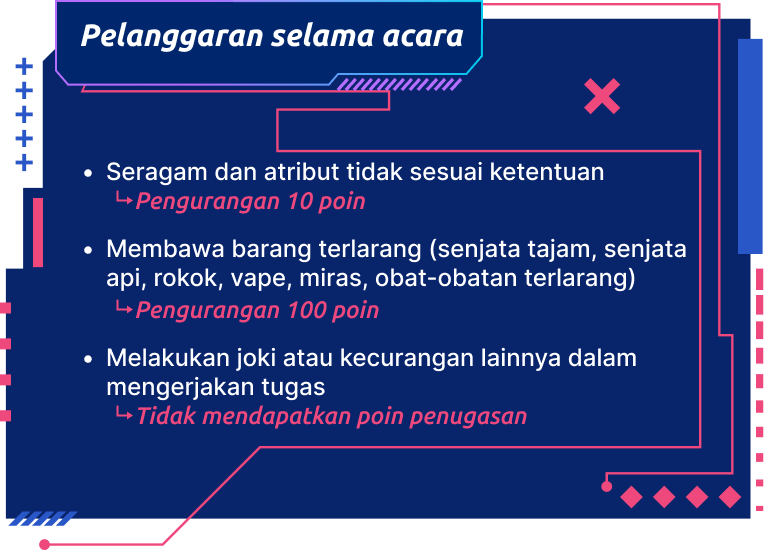 Pelanggaran selama acara
• Seragam dan atribut tidak sesuai ketentuan
↳Pengurangan 10 poin
• Membawa barang terlarang (senjata tajam, senjata
api, rokok, vape, miras, obat-obatan terlarang)
↳Pengurangan 100 poin
• Melakukan joki atau kecurangan lainnya dalam
mengerjakan tugas
↳Tidak mendapatkan poin penugasan